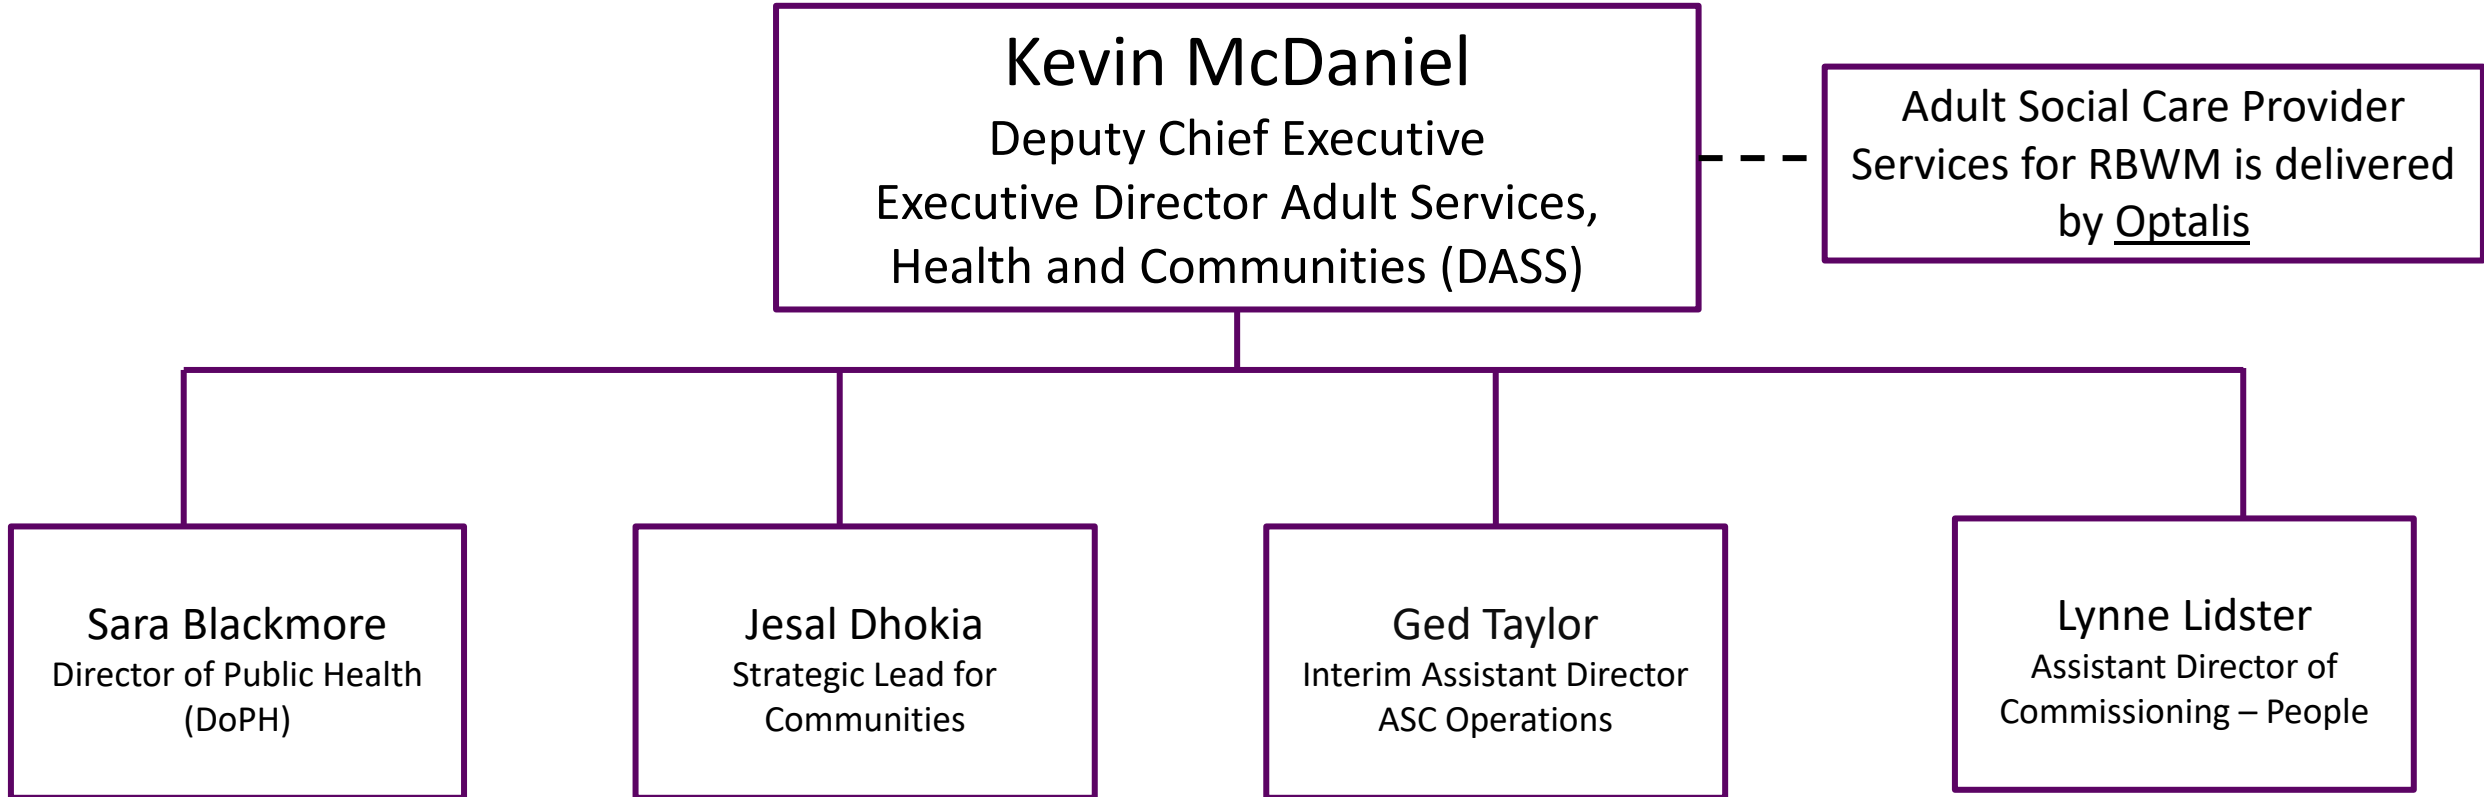 Kevin McDaniel
Deputy Chief Executive
Executive Director Adult Services,
Health and Communities (DASS)
Adult Social Care Provider
Services for RBWM is delivered
by Optalis
Sara Blackmore
Director of Public Health
(DoPH)
Jesal Dhokia
Strategic Lead for
Communities
Ged Taylor
Interim Assistant Director
ASC Operations
Lynne Lidster
Assistant Director of
Commissioning – People